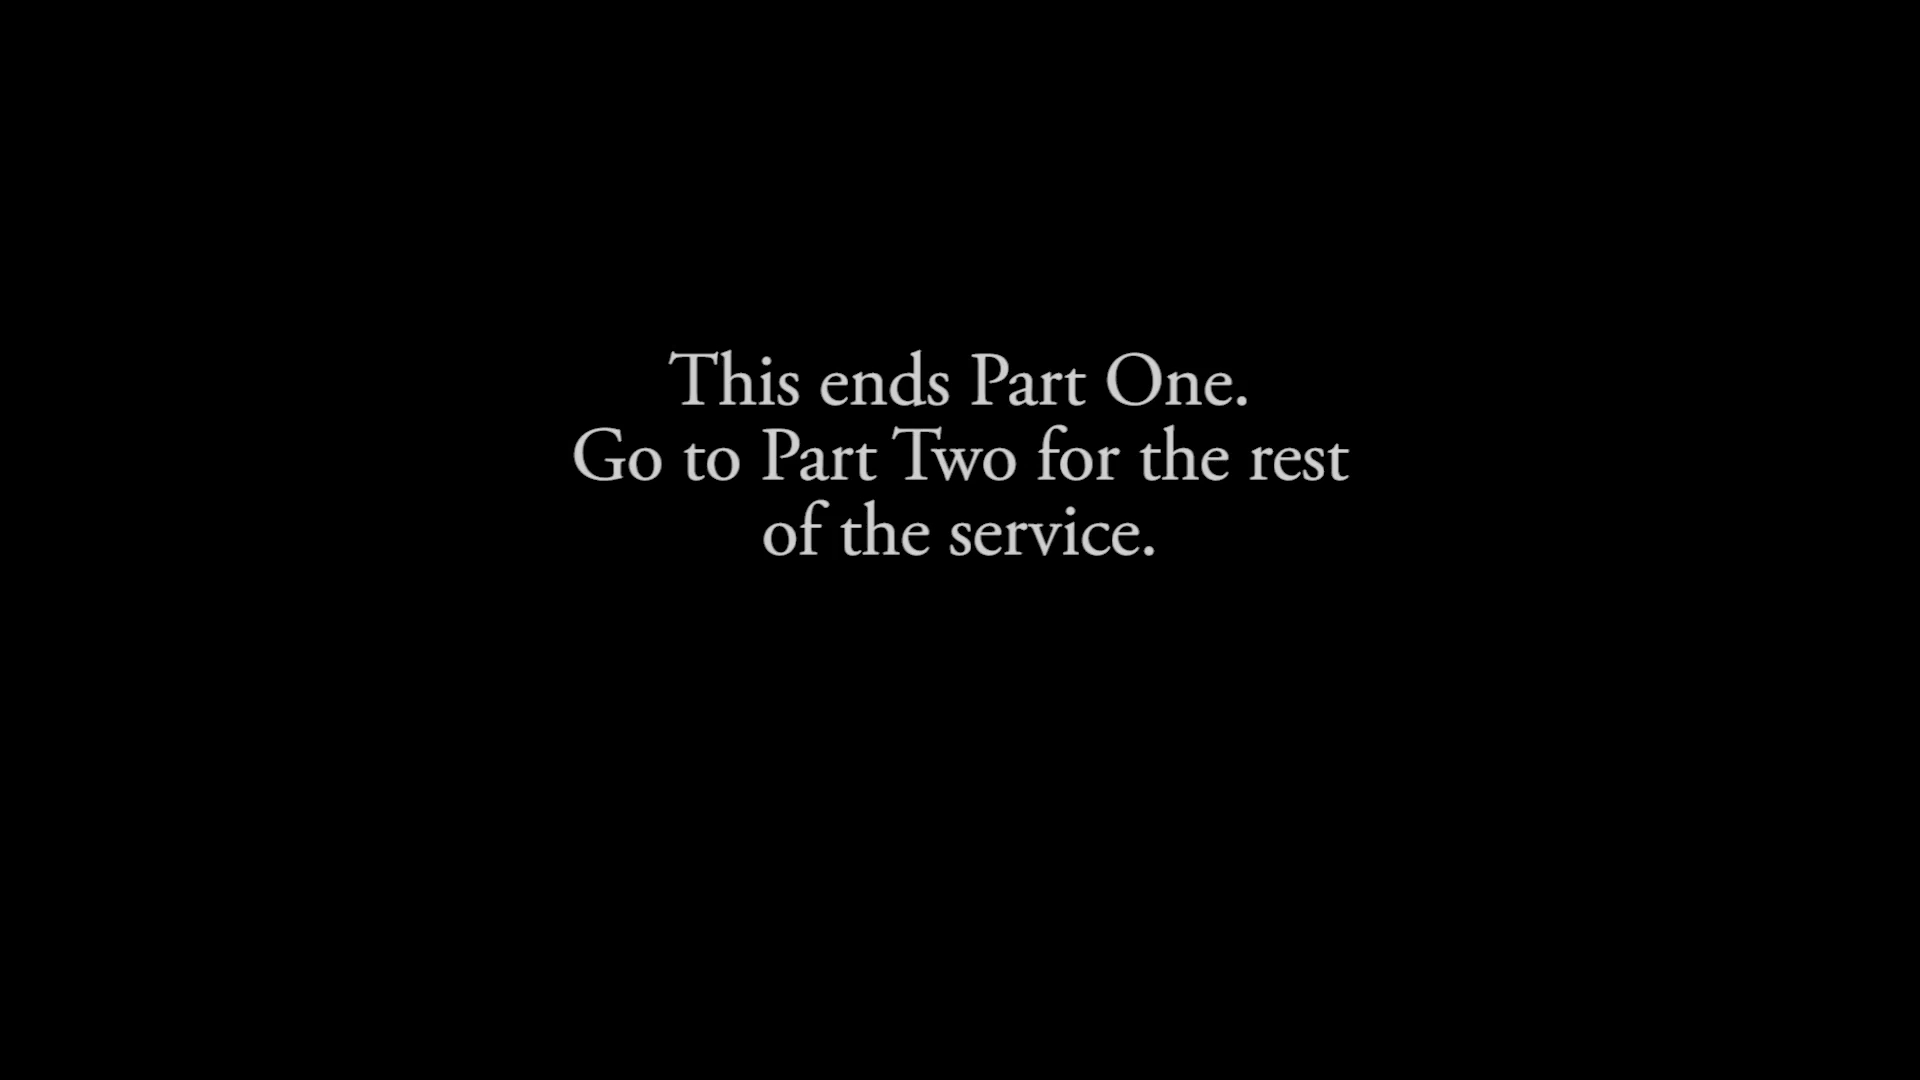 This ends Part One.
Go to Part Two for the rest
of the service.